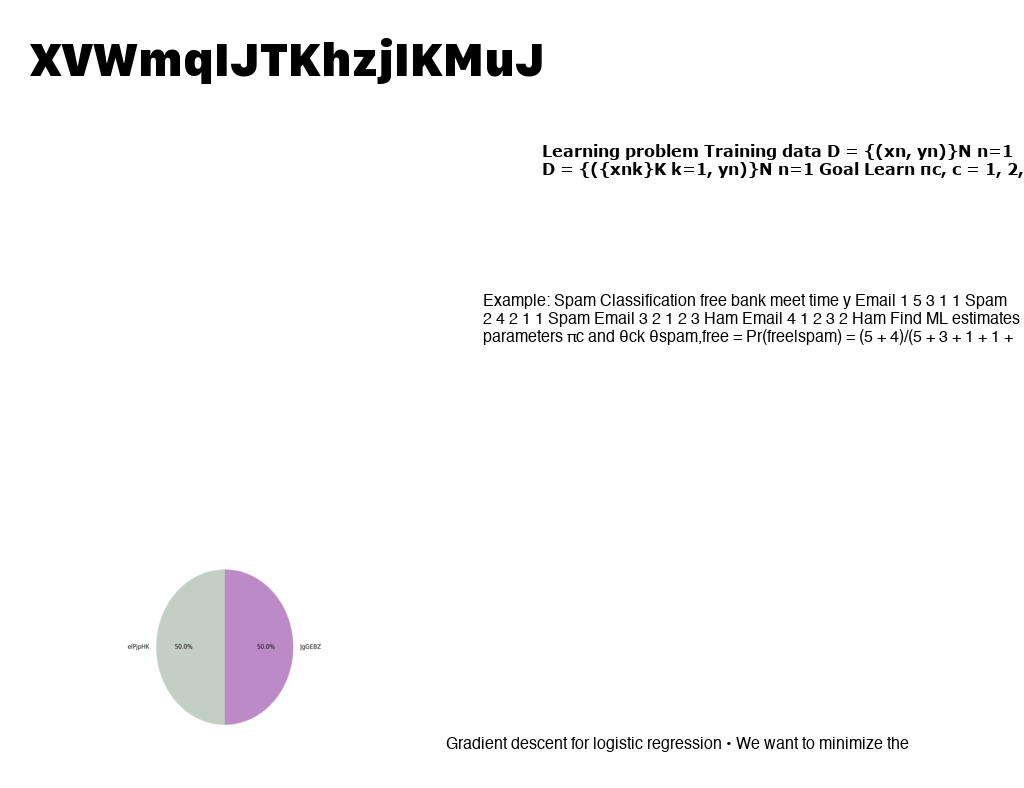 XVWmqIJTKhzjIKMuJ
Learning problem Training data D = {(xn, yn)}N n=1
D = {({xnk}K k=1, yn)}N n=1 Goal Learn πc, c = 1, 2,
Example: Spam Classification free bank meet time y Email 1 5 3 1 1 Spam
2 4 2 1 1 Spam Email 3 2 1 2 3 Ham Email 4 1 2 3 2 Ham Find ML estimates
parameters πc and θck θspam,free = Pr(free|spam) = (5 + 4)/(5 + 3 + 1 + 1 +
elPjpHK
50.0%
50.0%
JgGEBZ
Gradient descent for logistic regression • We want to minimize the